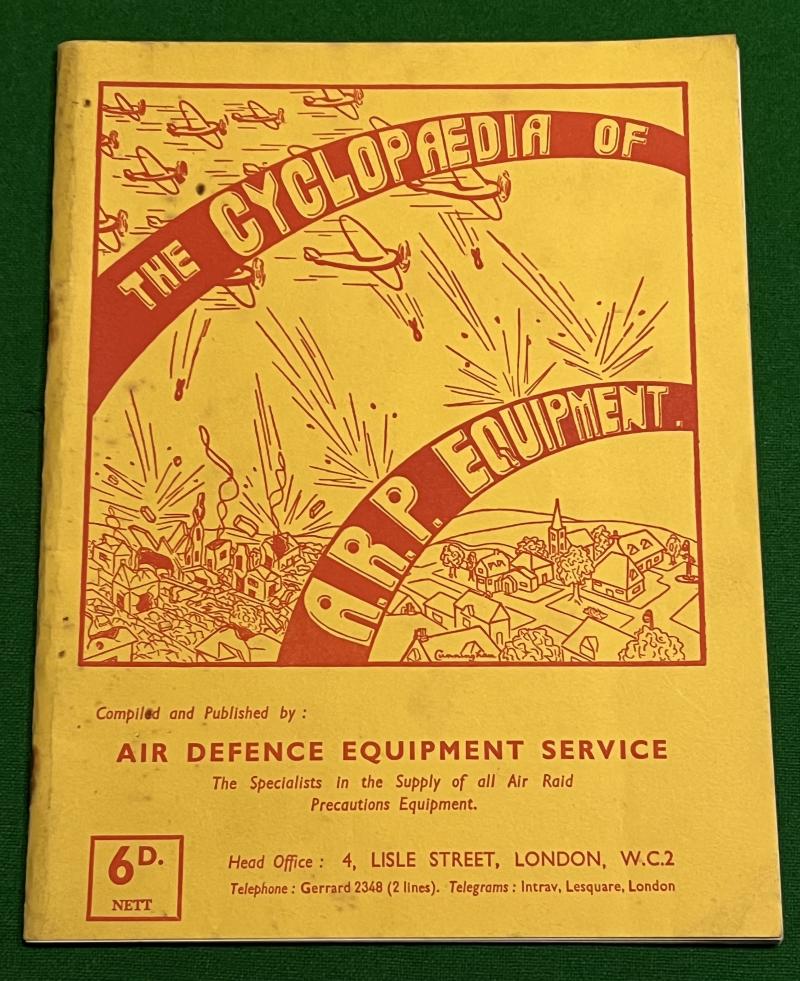 THE CYCLOPAEDIA OF
A.R.P. EQUIPMENT.
Cunningham
Compiled and Published by :
AIR DEFENCE EQUIPMENT SERVICE
The Specialists in the Supply of all Air Raid
Precautions Equipment.
6D.
NETT
Head Office : 4, LISLE STREET, LONDON, W.C.2
Telephone : Gerrard 2348 (2 lines). Telegrams : Intrav, Lesquare, London